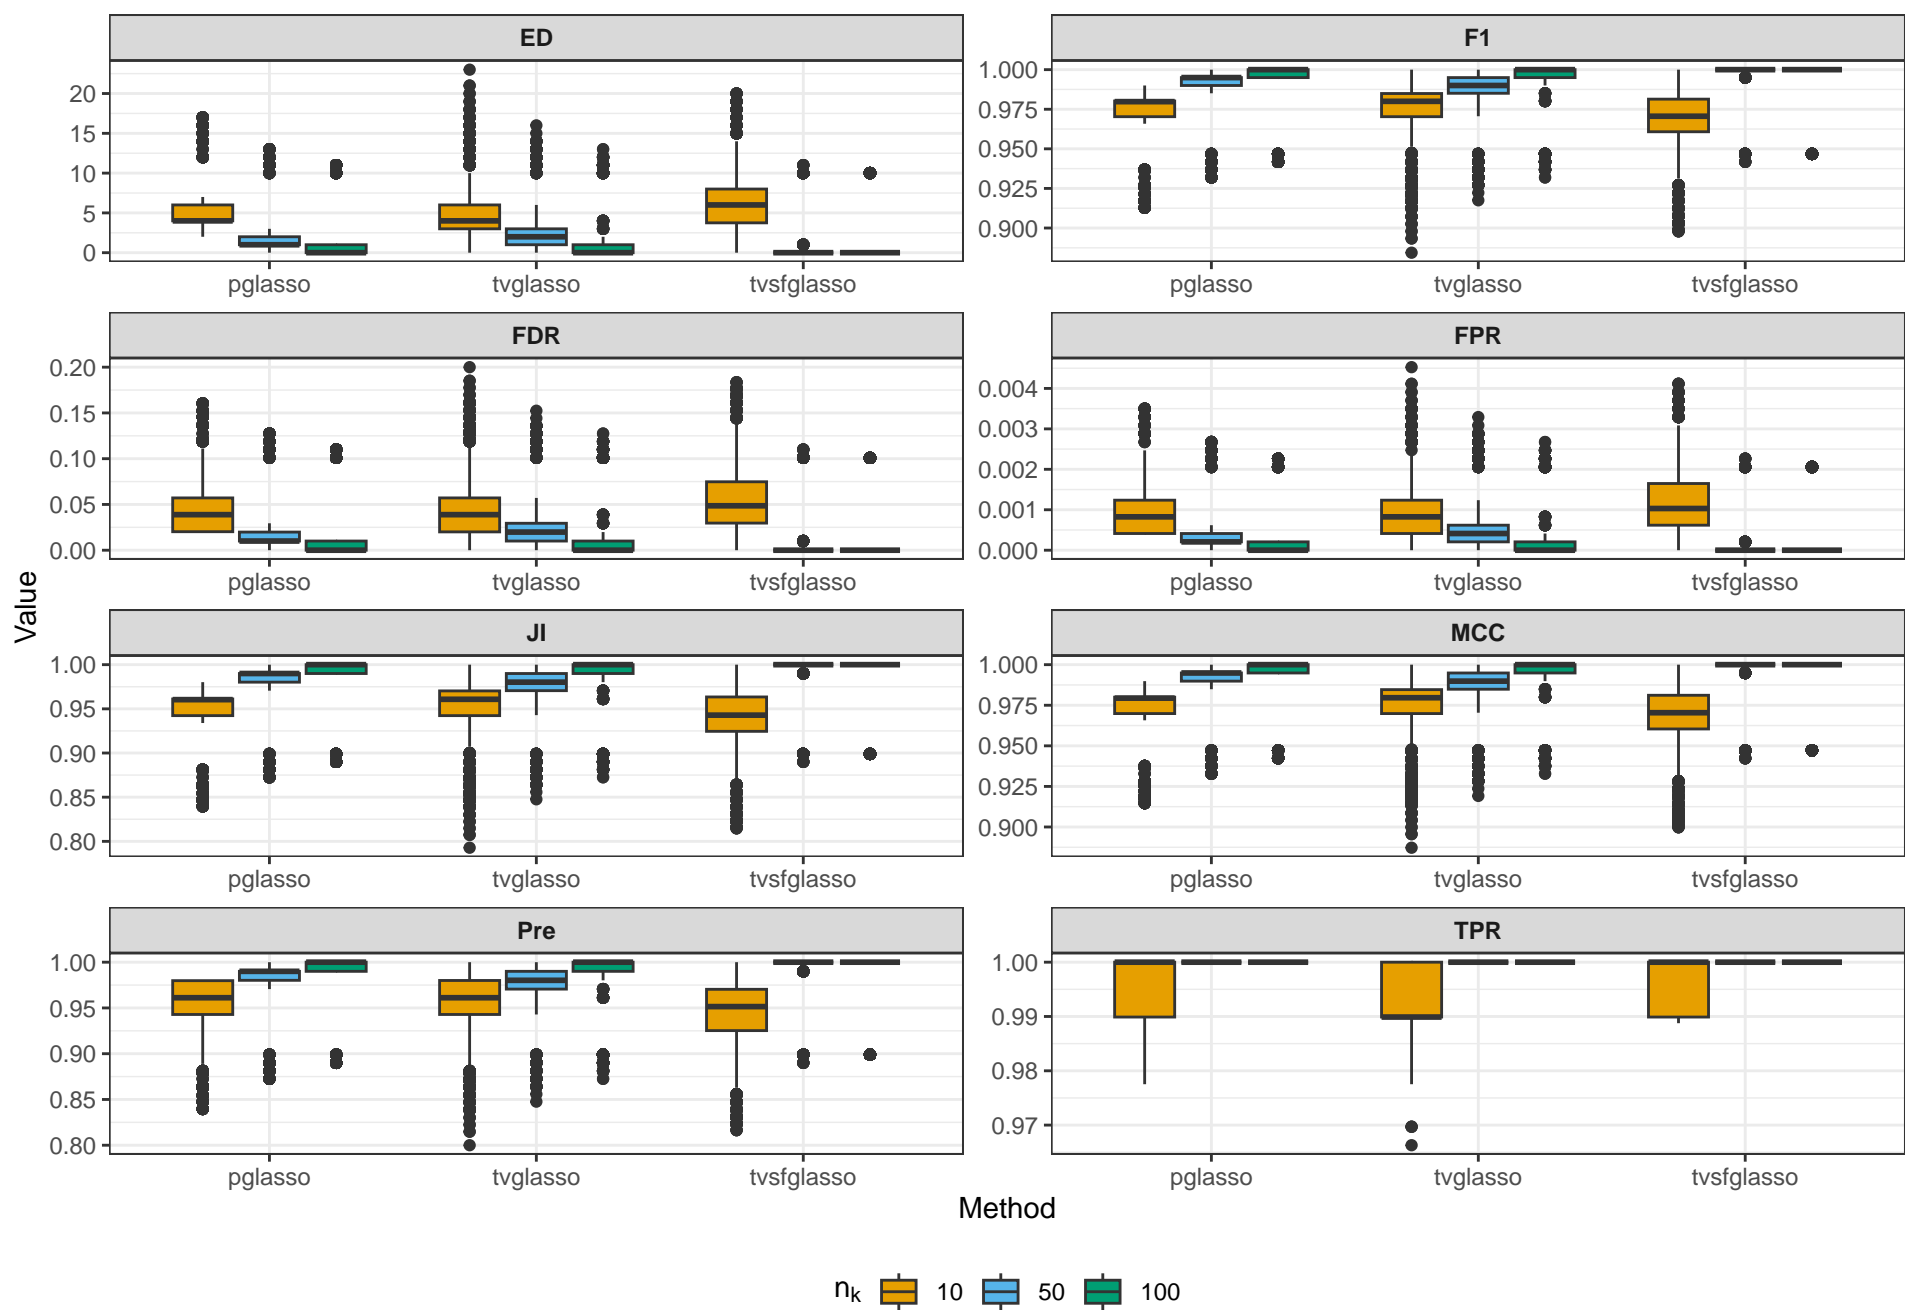 ED
F1
20
15
10
5
0
1.000
0.975
0.950
0.925
0.900
pglasso
tvglasso
tvsfglasso
pglasso
tvglasso
tvsfglasso
FDR
FPR
0.20
0.15
0.10
0.05
0.00
0.004
0.003
0.002
0.001
0.000
pglasso
tvglasso
tvsfglasso
pglasso
tvglasso
tvsfglasso
Value
JI
MCC
1.00
0.95
0.90
0.85
0.80
1.000
0.975
0.950
0.925
0.900
pglasso
tvglasso
tvsfglasso
pglasso
tvglasso
tvsfglasso
Pre
TPR
1.00
0.95
0.90
0.85
0.80
1.00
0.99
0.98
0.97
pglasso
tvglasso
tvsfglasso
pglasso
tvglasso
tvsfglasso
Method
nk 10 50 100